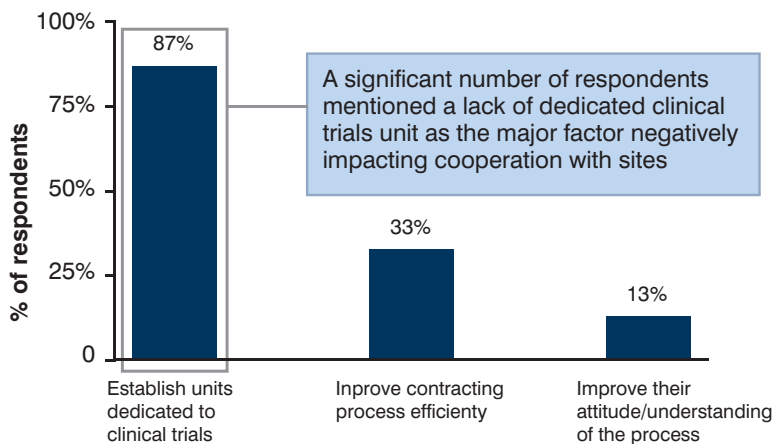 100%
87%
A significant number of respondents
mentioned a lack of dedicated clinical
trials unit as the major factor negatively
impacting cooperation with sites
75%
50%
33%
25%
13%
0
% of respondents
Establish units
dedicated to
clinical trials
Inprove contracting
process efficienty
Improve their
attitude/understanding
of the process